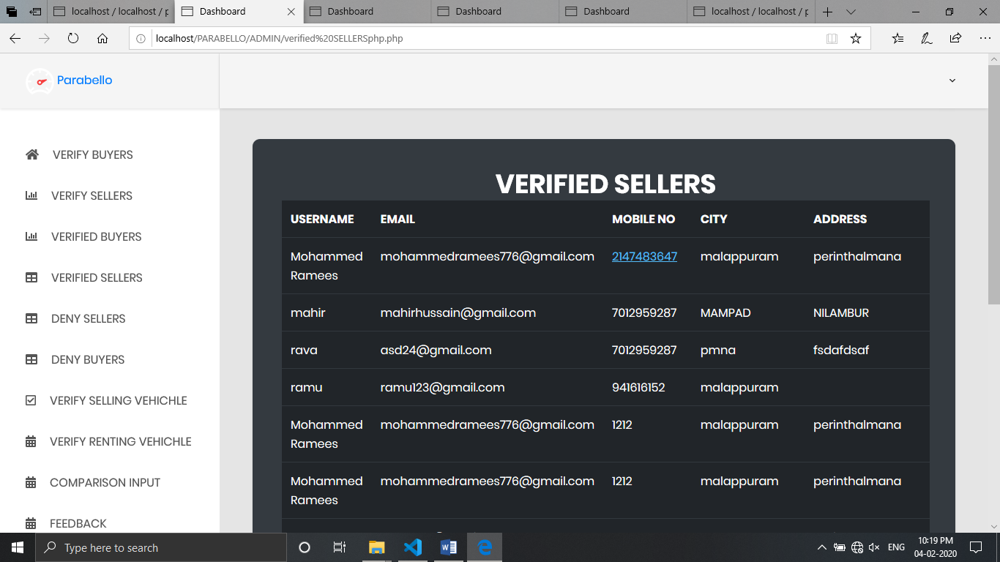 localhost / localhost / p
Dashboard
Dashboard
Dashboard
Dashboard
localhost / localhost / p
localhost/PARABELLO/ADMIN/verified%20SELLERSphp.php
Parabello
VERIFY BUYERS
VERIFY SELLERS
VERIFIED BUYERS
VERIFIED SELLERS
DENY SELLERS
DENY BUYERS
VERIFY SELLING VEHICHLE
VERIFY RENTING VEHICHLE
COMPARISON INPUT
FEEDBACK
VERIFIED SELLERS
USERNAME EMAIL MOBILE NO CITY ADDRESS
Mohammed mohammedramees776@gmail.com 2147483647 malappuram perinthalmana
Ramees
mahir mahirhussain@gmail.com 7012959287 MAMPAD NILAMBUR
rava asd24@gmail.com 7012959287 pmna fsdafdsaf
ramu ramu123@gmail.com 941616152 malappuram
Mohammed mohammedramees776@gmail.com 1212 malappuram perinthalmana
Ramees
Mohammed mohammedramees776@gmail.com 1212 malappuram perinthalmana
Ramees
Type here to search
ENG
10:19 PM
04-02-2020